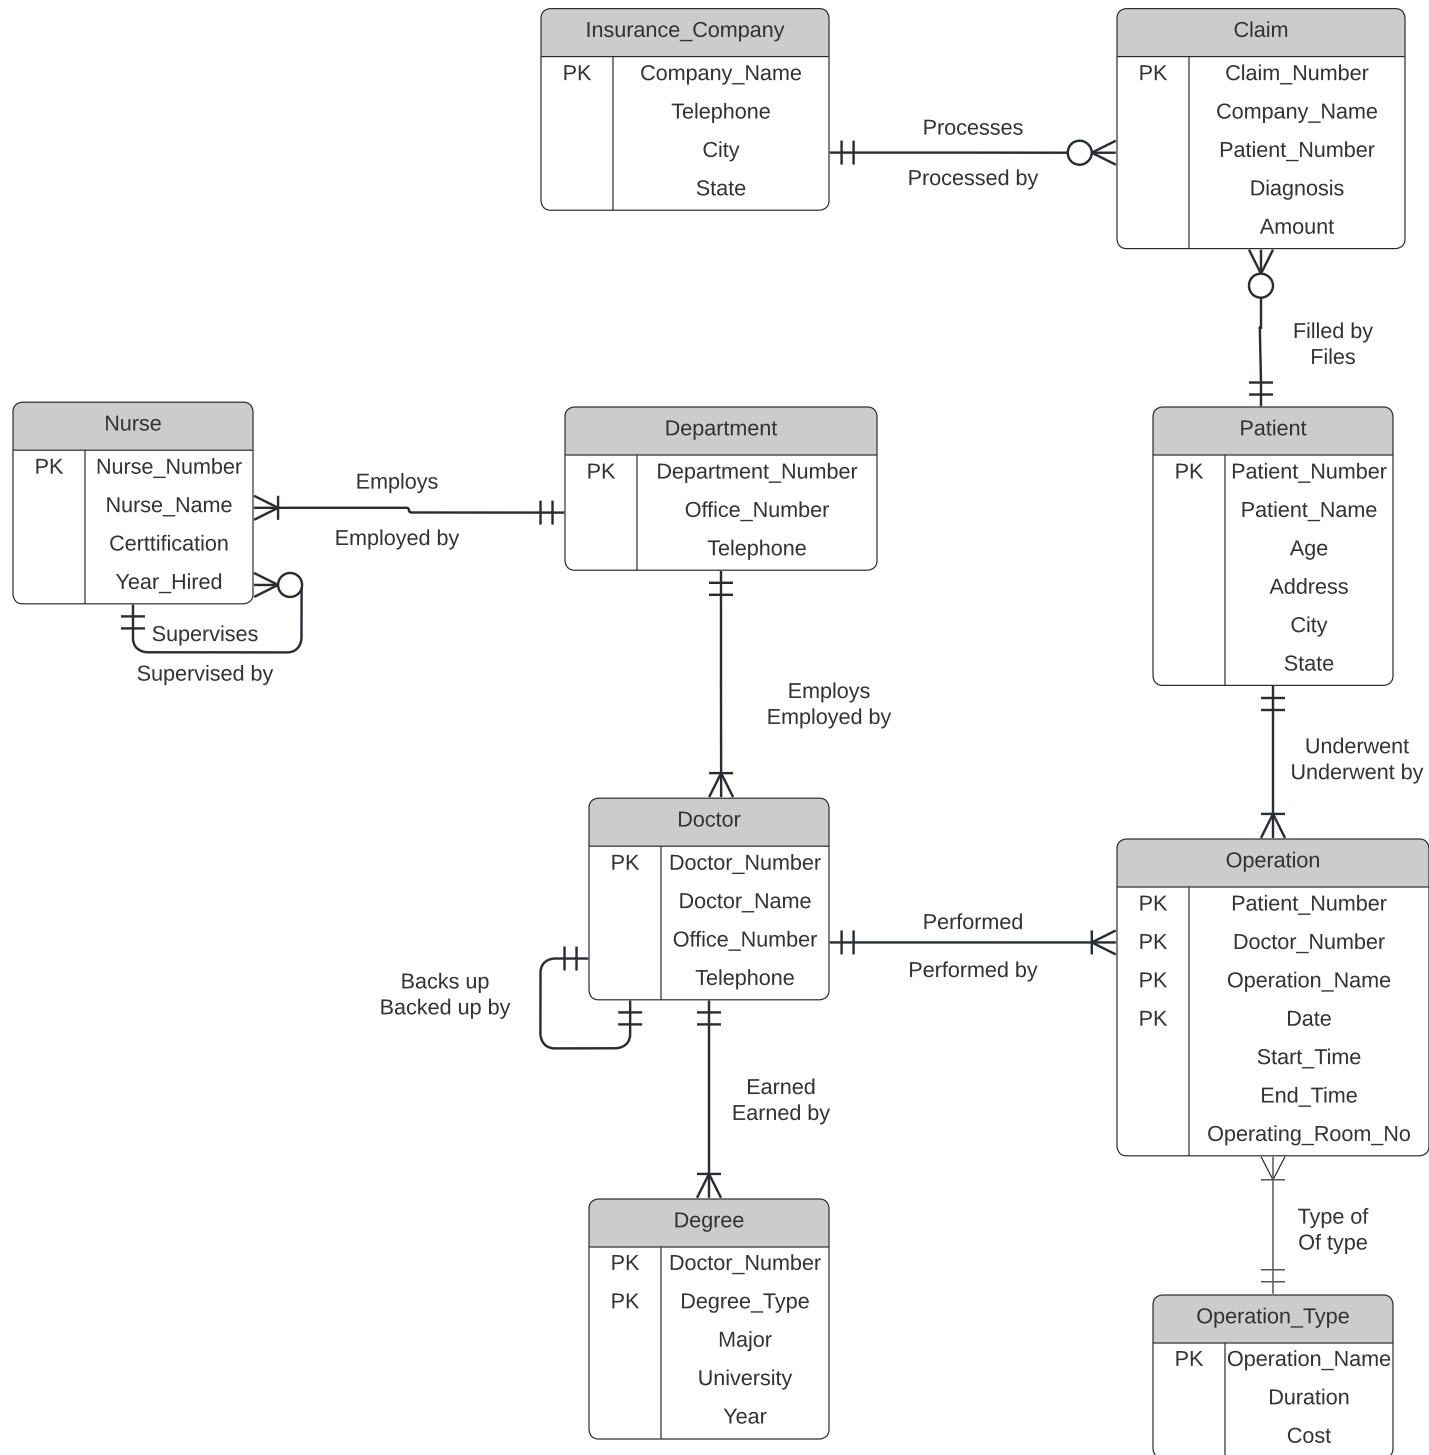 Insurance_Company
PK Company_Name
Telephone
City
State
Processes
Processed by
Claim
PK Claim_Number
Company_Name
Patient_Number
Diagnosis
Amount
Filled by
Files
Nurse
PK Nurse_Number
Nurse_Name
Certtification
Year_Hired
Supervises
Supervised by
Employs
Employed by
Department
PK Department_Number
Office_Number
Telephone
Patient
PK Patient_Number
Patient_Name
Age
Address
City
State
Employs
Employed by
Underwent
Underwent by
Doctor
PK Doctor_Number
Doctor_Name
Office_Number
Telephone
Backs up
Backed up by
Performed
Performed by
Operation
PK Patient_Number
PK Doctor_Number
PK Operation_Name
PK Date
Start_Time
End_Time
Operating_Room_No
Earned
Earned by
Degree
PK Doctor_Number
PK Degree_Type
Major
University
Year
Type of
Of type
Operation_Type
PK Operation_Name
Duration
Cost